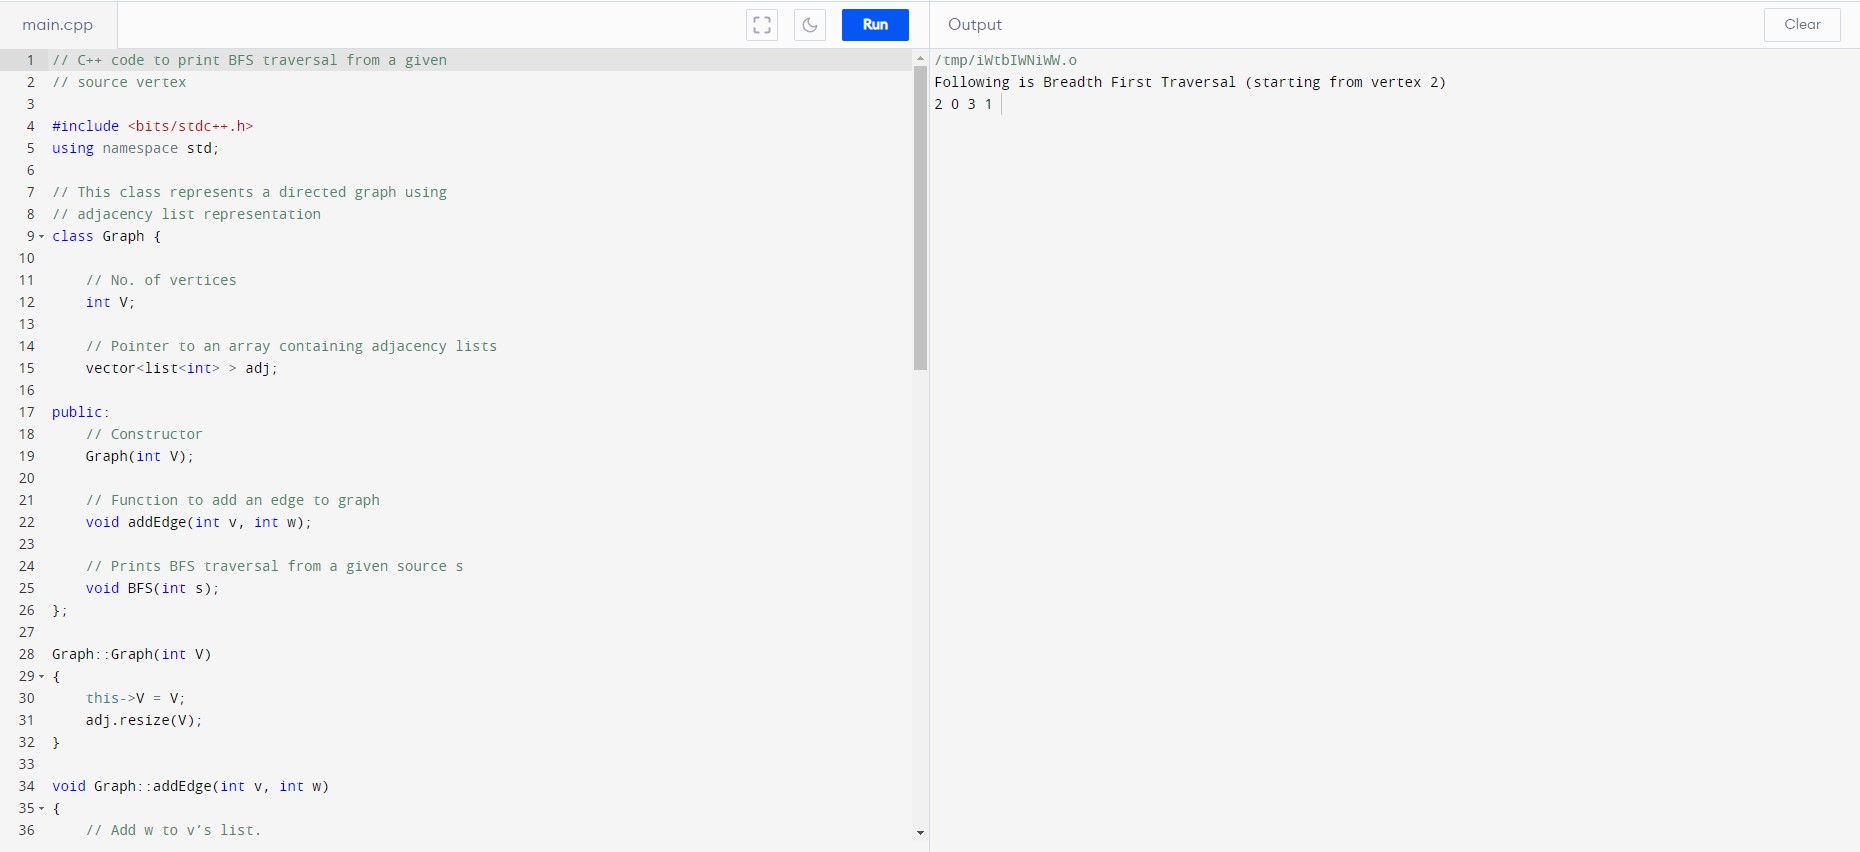 main.cpp
Run
Output
Clear
1 // C++ code to print BFS traversal from a given
2 // source vertex
3
4 #include <bits/stdc++.h>
5 using namespace std;
6
7 // This class represents a directed graph using
8 // adjacency list representation
9 class Graph {
10
11     // No. of vertices
12     int V;
13
14     // Pointer to an array containing adjacency lists
15     vector<list<int> > adj;
16
17 public:
18     // Constructor
19     Graph(int V);
20
21     // Function to add an edge to graph
22     void addEdge(int v, int w);
23
24     // Prints BFS traversal from a given source s
25     void BFS(int s);
26 };
27
28 Graph::Graph(int V)
29 {
30     this->V = V;
31     adj.resize(V);
32 }
33
34 void Graph::addEdge(int v, int w)
35 {
36     // Add w to v’s list.
/tmp/iWtbIWNiWW.o
Following is Breadth First Traversal (starting from vertex 2)
2 0 3 1